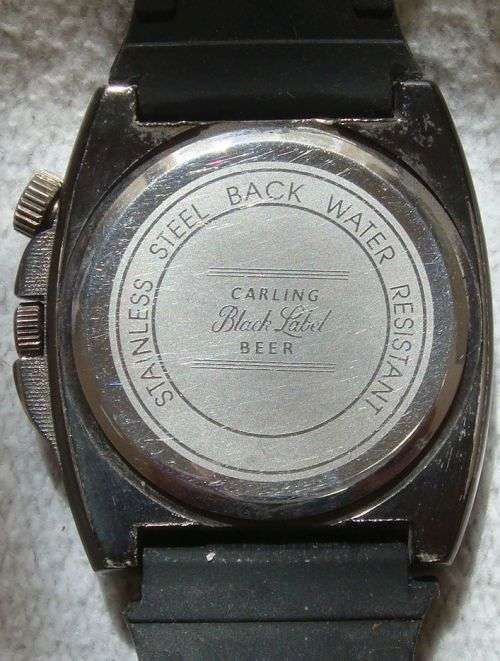 STAINLESS STEEL BACK WATER RESISTANT
CARLING
Black Label
BEER